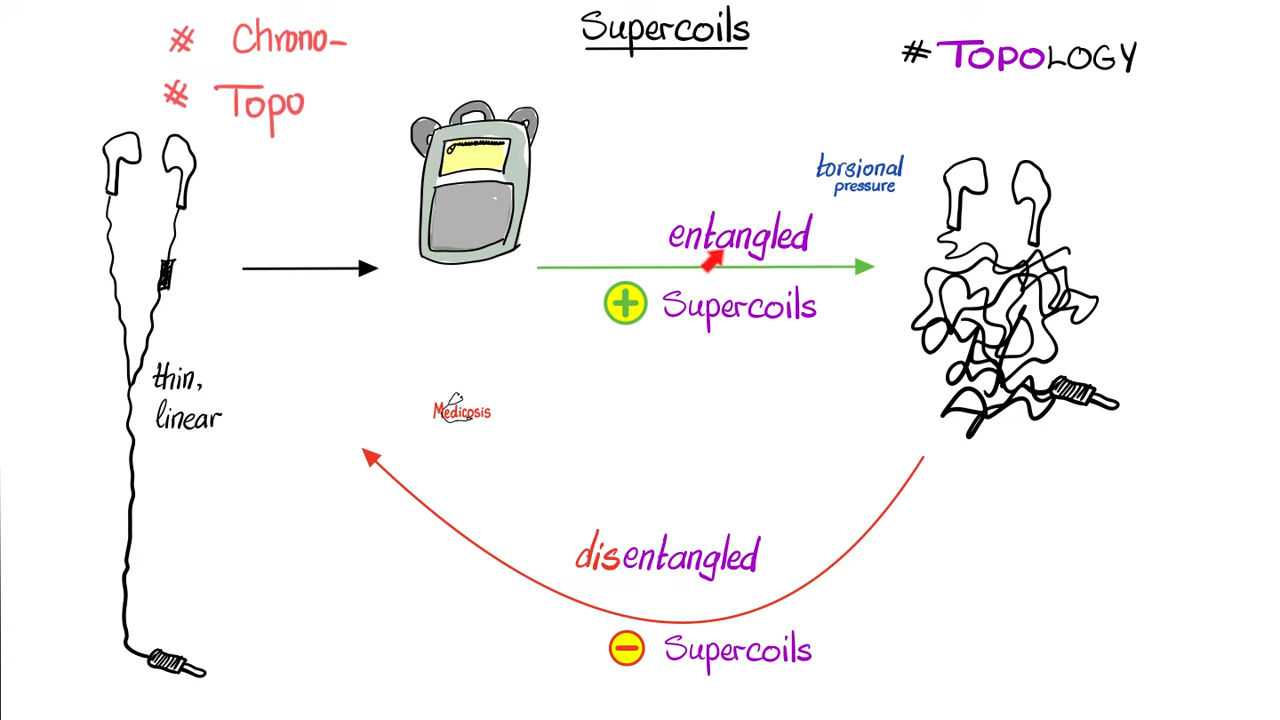 Supercoils
# Chrono-
# Topo
# TOPOLOGY
torsional
pressure
entangled
+ Supercoils
thin,
linear
Medicosis
disentangled
- Supercoils